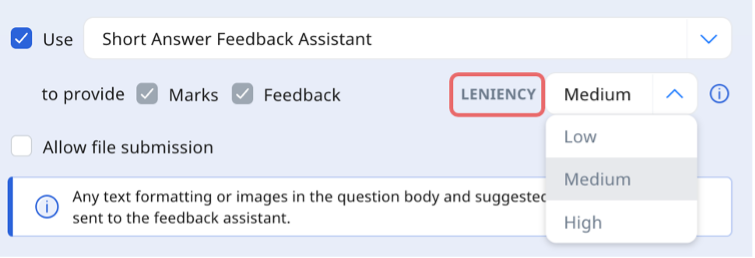 Use Short Answer Feedback Assistant
to provide Marks Feedback LENIENCY Medium
Low
Allow file submission
Medium
Any text formatting or images in the question body and suggested
sent to the feedback assistant.
High